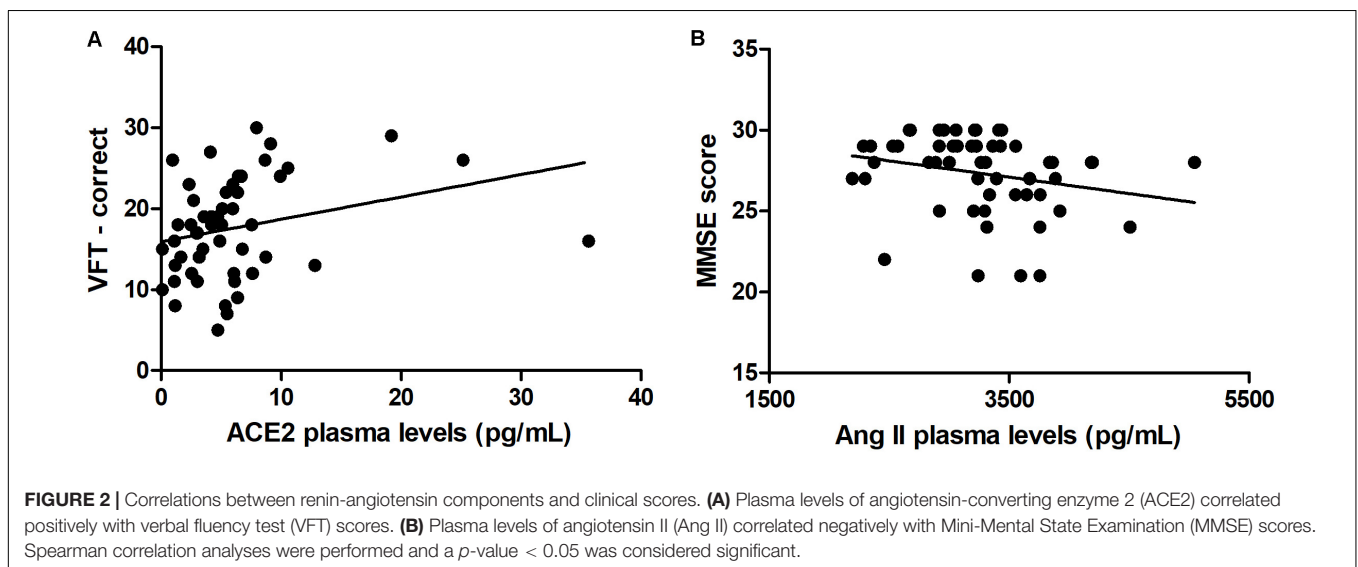 A
40
30
20
10
0
VFT - correct
0 10 20 30 40
ACE2 plasma levels (pg/mL)
B
35
30
25
20
15
MMSE score
1500 3500 5500
Ang II plasma levels (pg/mL)
FIGURE 2 | Correlations between renin-angiotensin components and clinical scores. (A) Plasma levels of angiotensin-converting enzyme 2 (ACE2) correlated
positively with verbal fluency test (VFT) scores. (B) Plasma levels of angiotensin II (Ang II) correlated negatively with Mini-Mental State Examination (MMSE) scores.
Spearman correlation analyses were performed and a p-value < 0.05 was considered significant.